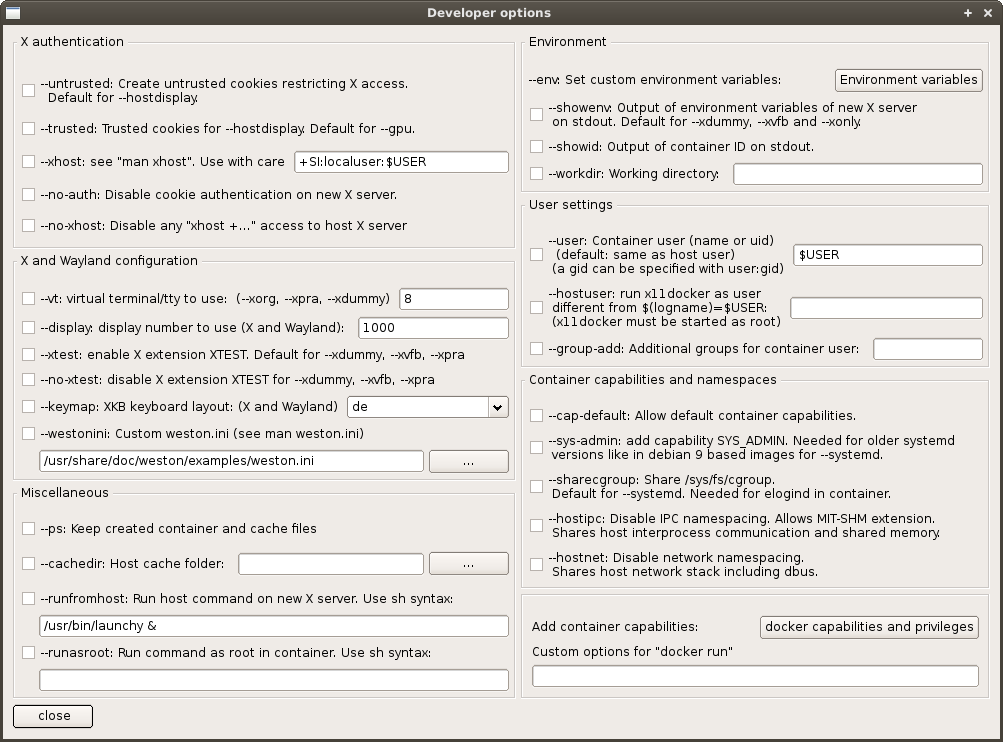 Developer options
X authentication
--untrusted: Create untrusted cookies restricting X access.
Default for --hostdisplay.
--trusted: Trusted cookies for --hostdisplay. Default for --gpu.
--xhost: see "man xhost". Use with care
+SI:localuser:$USER
--no-auth: Disable cookie authentication on new X server.
--no-xhost: Disable any "xhost +..." access to host X server
X and Wayland configuration
--vt: virtual terminal/tty to use:  (--xorg, --xpra, --xdummy)
8
--display: display number to use (X and Wayland):
1000
--xtest: enable X extension XTEST. Default for --xdummy, --xvfb, --xpra
--no-xtest: disable X extension XTEST for --xdummy, --xvfb, --xpra
--keymap: XKB keyboard layout: (X and Wayland)
de
--westonini: Custom weston.ini (see man weston.ini)
/usr/share/doc/weston/examples/weston.ini
...
Miscellaneous
--ps: Keep created container and cache files
--cachedir: Host cache folder:
...
--runfromhost: Run host command on new X server. Use sh syntax:
/usr/bin/launchy &
--runasroot: Run command as root in container. Use sh syntax:
close
Environment
--env: Set custom environment variables:
Environment variables
--showenv: Output of environment variables of new X server
on stdout. Default for --xdummy, --xvfb and --xonly.
--showid: Output of container ID on stdout.
--workdir: Working directory:
User settings
--user: Container user (name or uid)
(default: same as host user)
(a gid can be specified with user:gid)
$USER
--hostuser: run x11docker as user
different from $(logname)=$USER:
(x11docker must be started as root)
--group-add: Additional groups for container user:
Container capabilities and namespaces
--cap-default: Allow default container capabilities.
--sys-admin: add capability SYS_ADMIN. Needed for older systemd
versions like in debian 9 based images for --systemd.
--sharecgroup: Share /sys/fs/cgroup.
Default for --systemd. Needed for elogind in container.
--hostipc: Disable IPC namespacing. Allows MIT-SHM extension.
Shares host interprocess communication and shared memory.
--hostnet: Disable network namespacing.
Shares host network stack including dbus.
Add container capabilities:
docker capabilities and privileges
Custom options for "docker run"